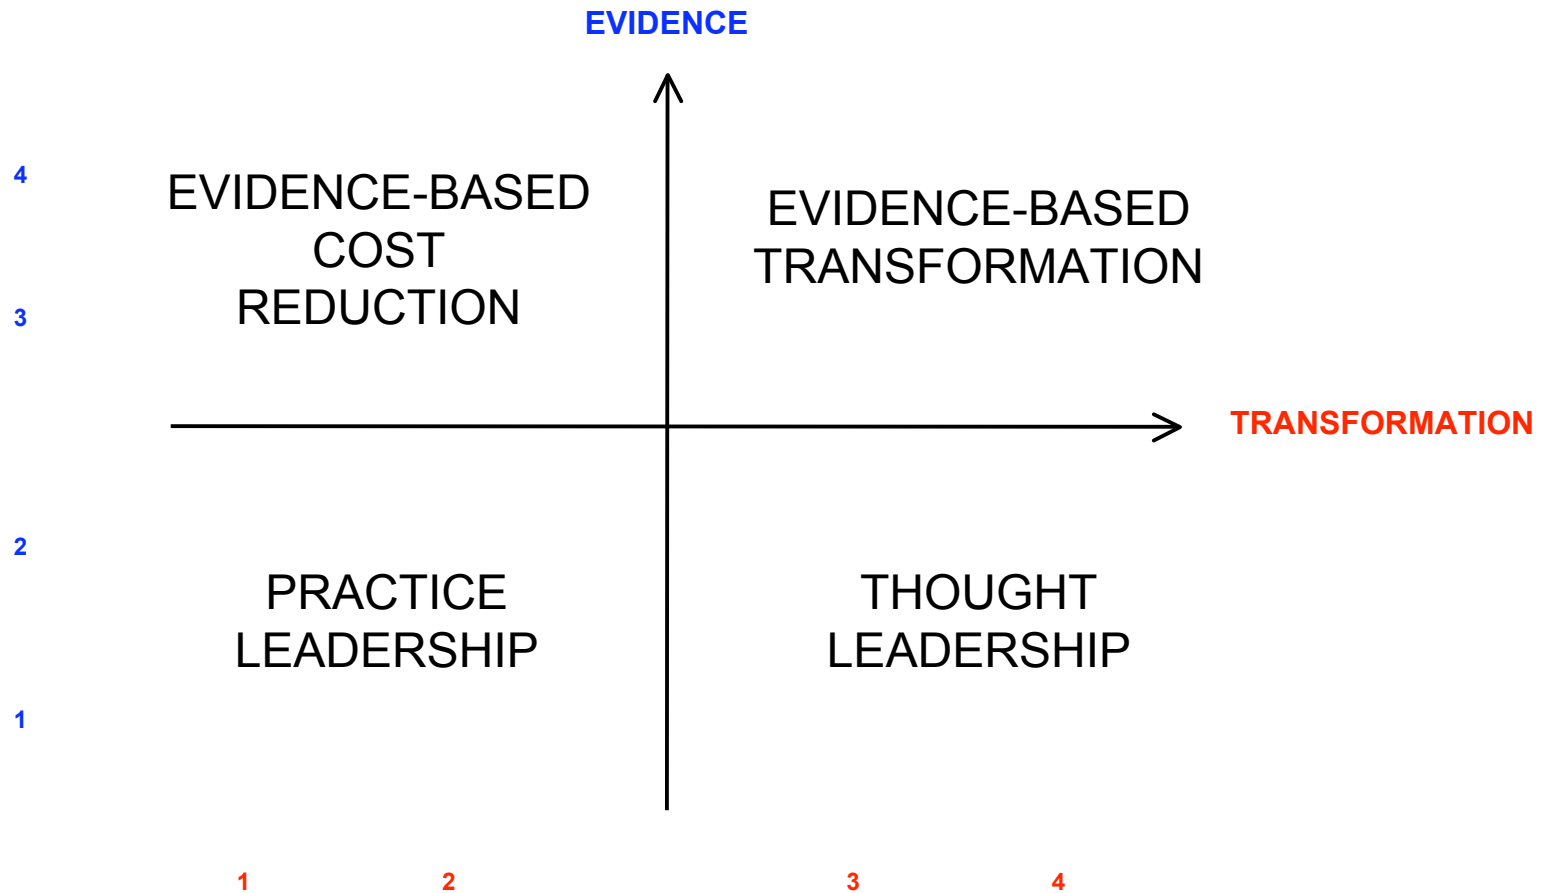 EVIDENCE
4
EVIDENCE-BASED
COST
REDUCTION
EVIDENCE-BASED
TRANSFORMATION
3
TRANSFORMATION
2
PRACTICE
LEADERSHIP
THOUGHT
LEADERSHIP
1
1 2 3 4